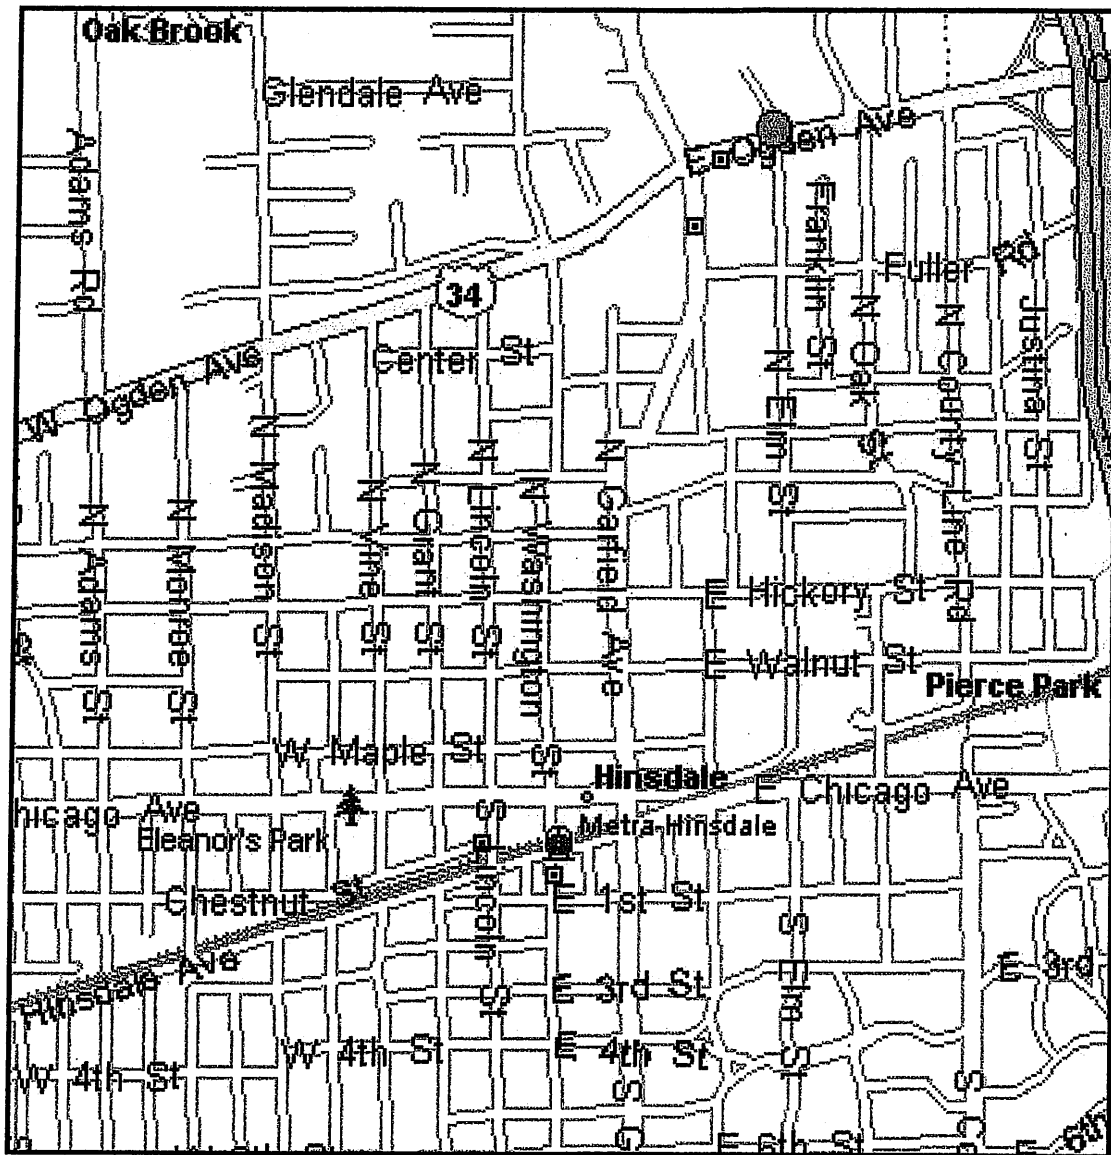 Oak Brook
Glendale Ave
E Ogden Ave
Adams Rd
Franklin St
Fuller Rd
34
Center St
W Ogden Ave
N Oak St
N County Line Rd
Justina St
N Elm St
N Adams St
N Monroe St
N Madison St
N Vine St
N Grant St
N Lincoln St
N Washington St
N Garfield Ave
E Hickory St
E Walnut St
Pierce Park
W Maple St
Hinsdale
E Chicago Ave
hicago Ave
Eleanor's Park
Metra-Hinsdale
S Lincoln St
Chestnut St
E 1st St
S Elm St
Hinsdale Ave
E 3rd St
E 3rd
W 4th St
W 4th St
E 4th St
S G
S Co
E 6th St
E 6th